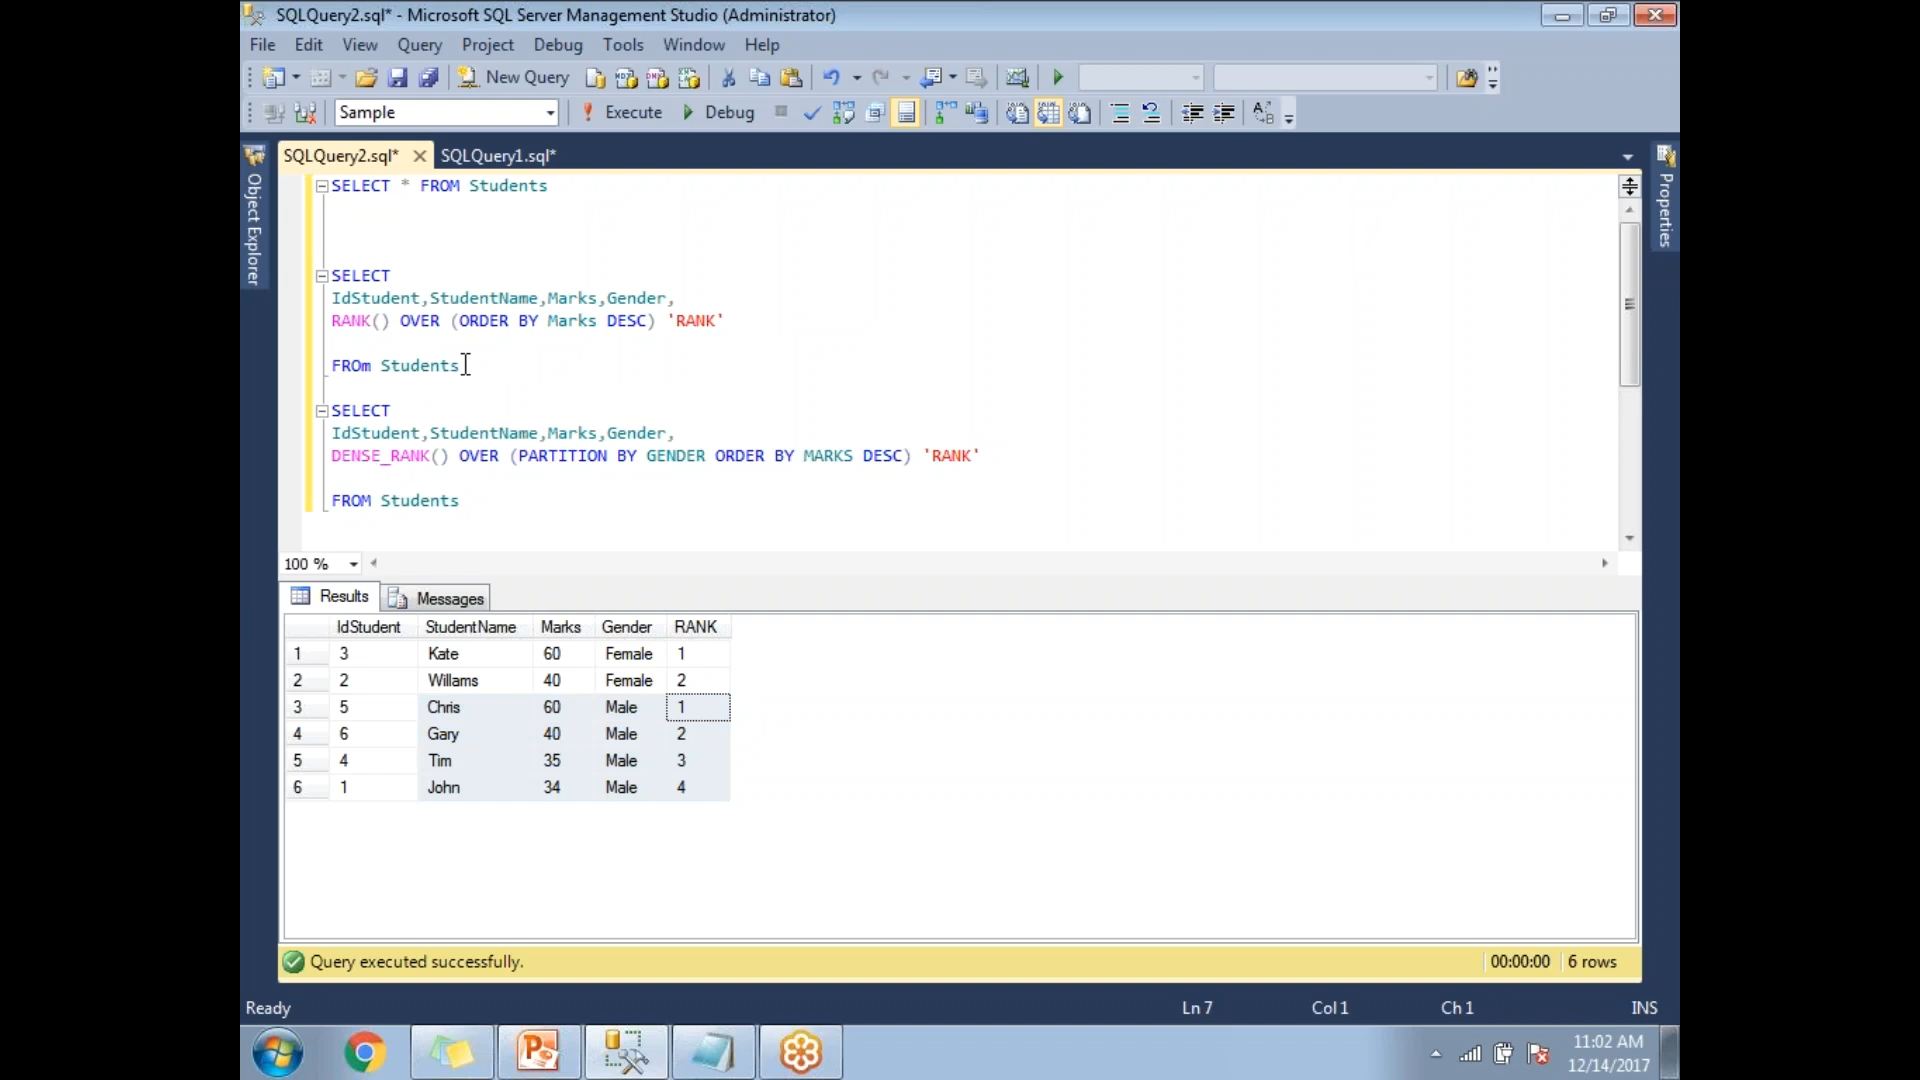 SQLQuery2.sql* - Microsoft SQL Server Management Studio (Administrator)
File Edit View Query Project Debug Tools Window Help
New Query
Sample Execute Debug
SQLQuery2.sql* SQLQuery1.sql*
Object Explorer
Properties
SELECT * FROM Students
SELECT
IdStudent,StudentName,Marks,Gender,
RANK() OVER (ORDER BY Marks DESC) 'RANK'
FROm Students
SELECT
IdStudent,StudentName,Marks,Gender,
DENSE_RANK() OVER (PARTITION BY GENDER ORDER BY MARKS DESC) 'RANK'
FROM Students
100 %
Results Messages
IdStudent StudentName Marks Gender RANK
1 3 Kate 60 Female 1
2 2 Willams 40 Female 2
3 5 Chris 60 Male 1
4 6 Gary 40 Male 2
5 4 Tim 35 Male 3
6 1 John 34 Male 4
Query executed successfully. 00:00:00 6 rows
Ready Ln 7 Col 1 Ch 1 INS
11:02 AM
12/14/2017